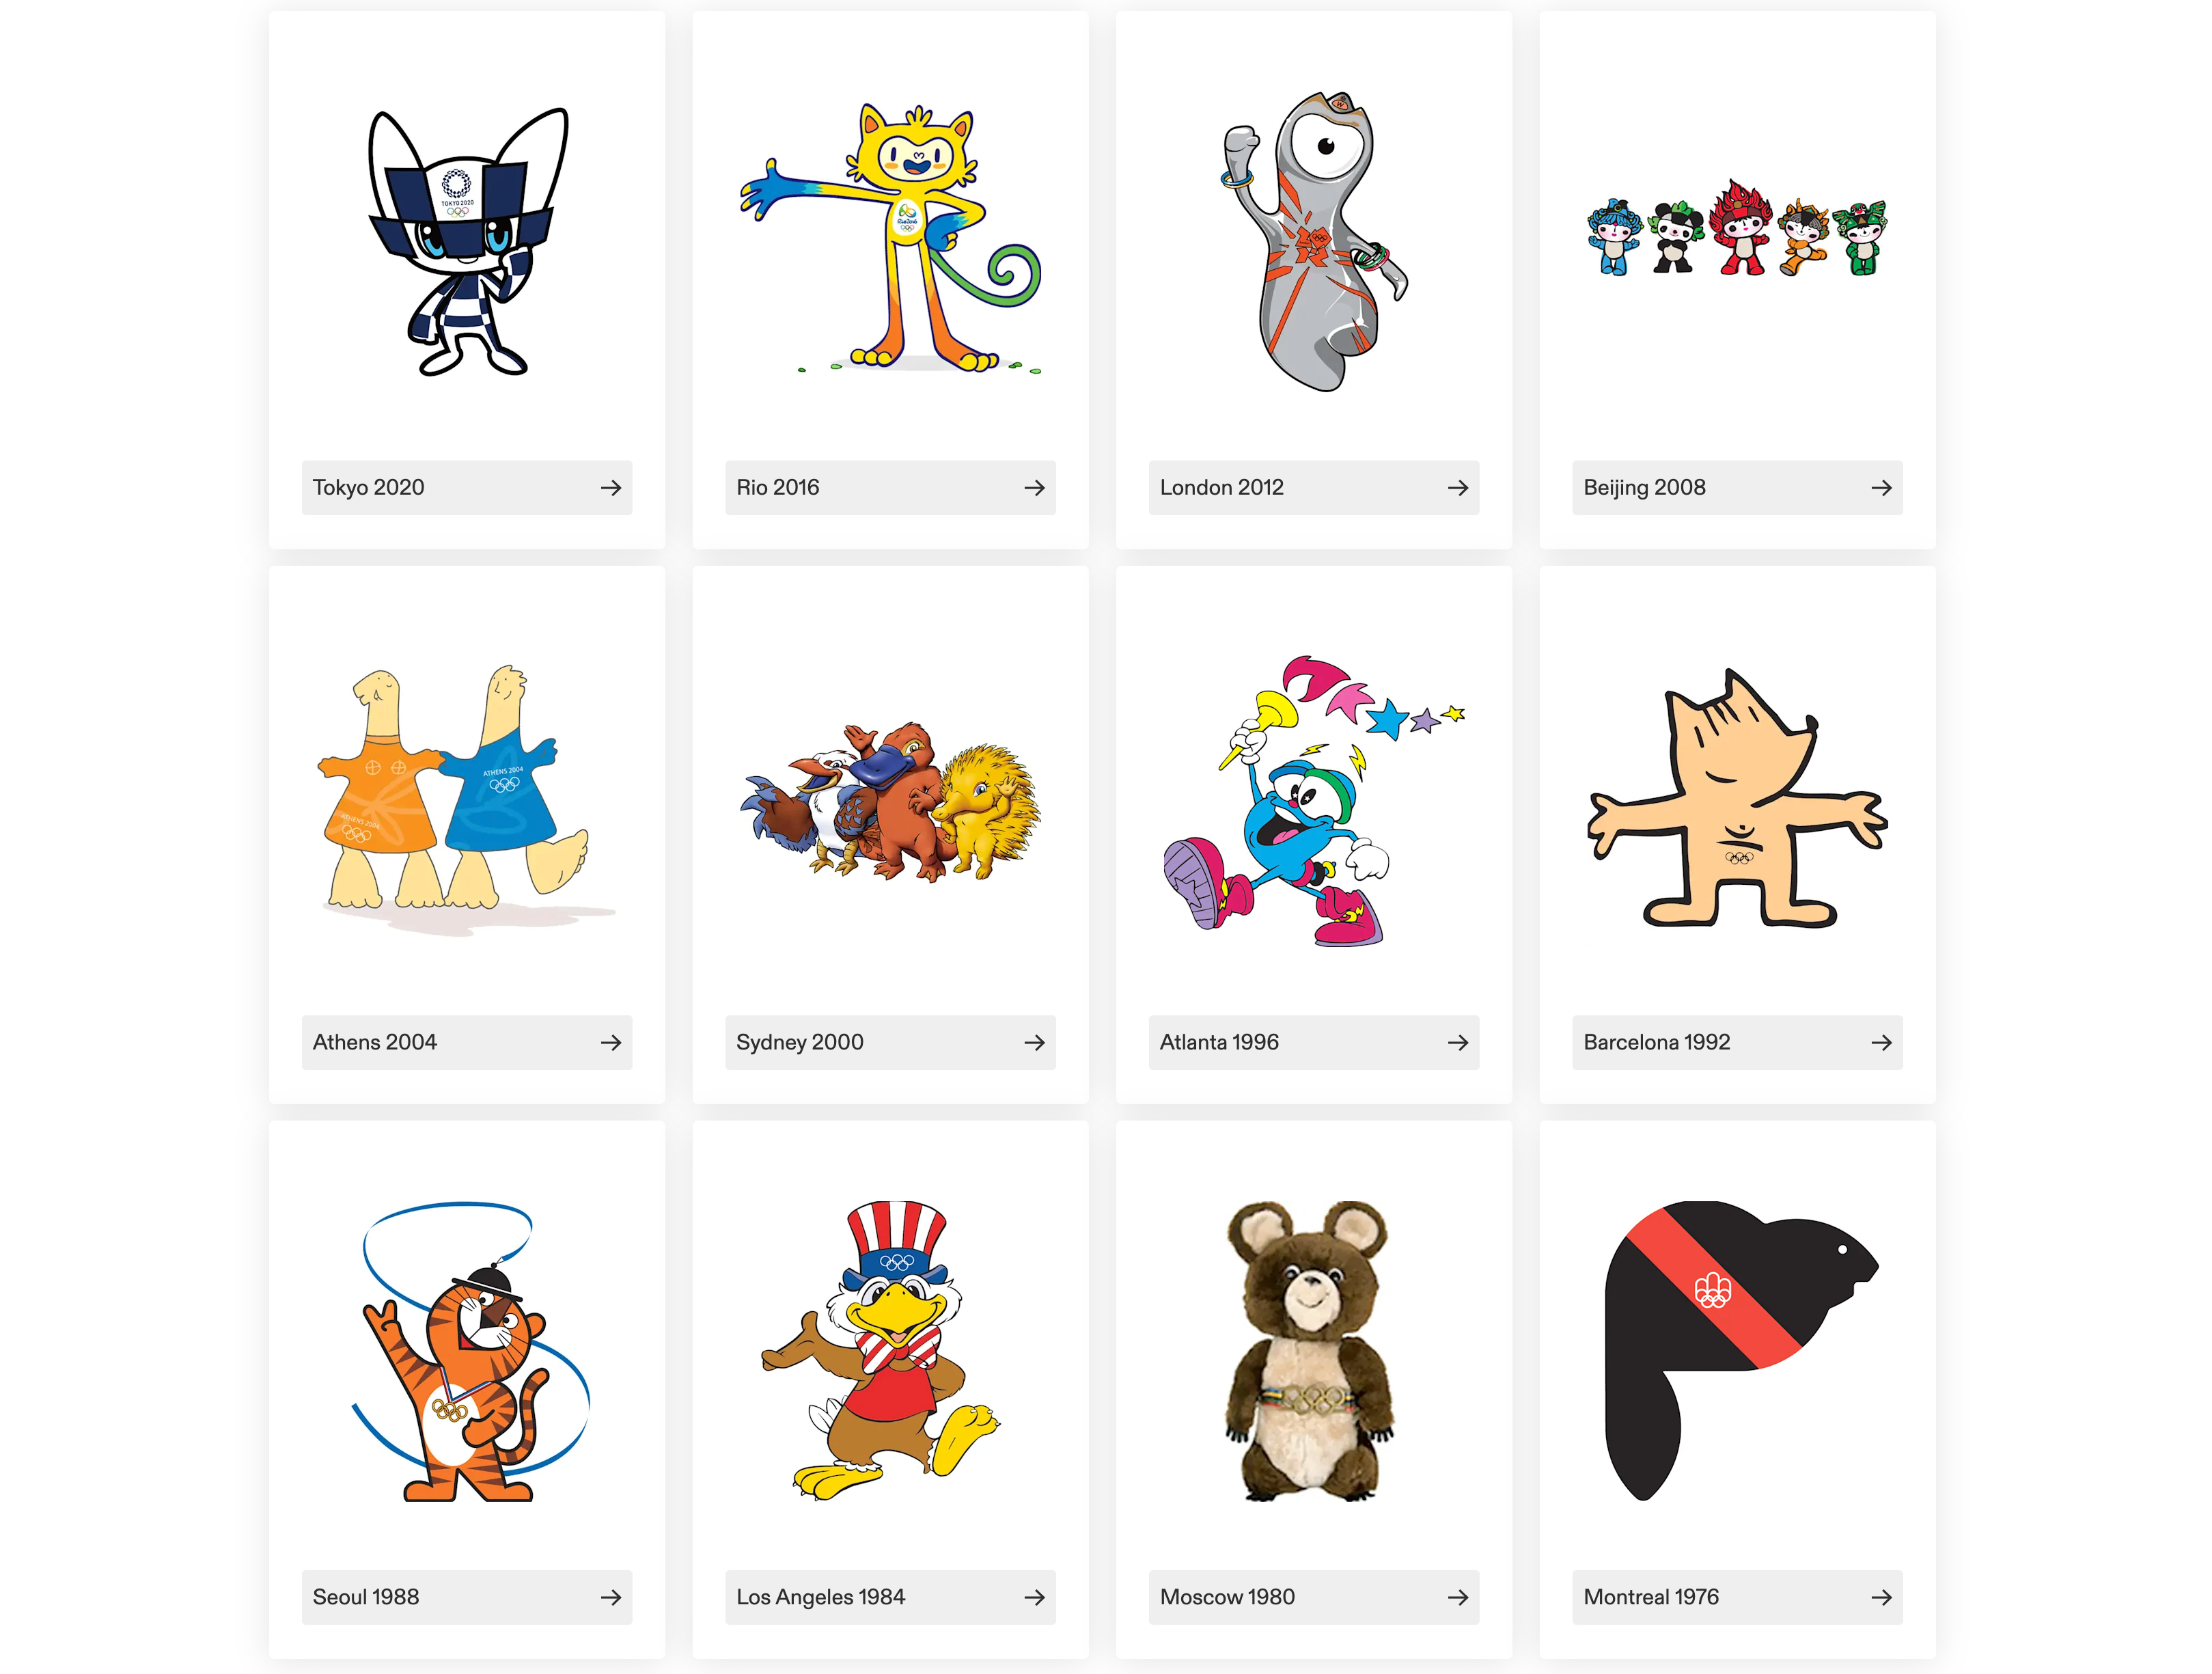 TOKYO 2020
Rio2016
Tokyo 2020
Rio 2016
London 2012
Beijing 2008
ATHENS 2004
ATHENS 2004
Athens 2004
Sydney 2000
Atlanta 1996
Barcelona 1992
Seoul 1988
Los Angeles 1984
Moscow 1980
Montreal 1976